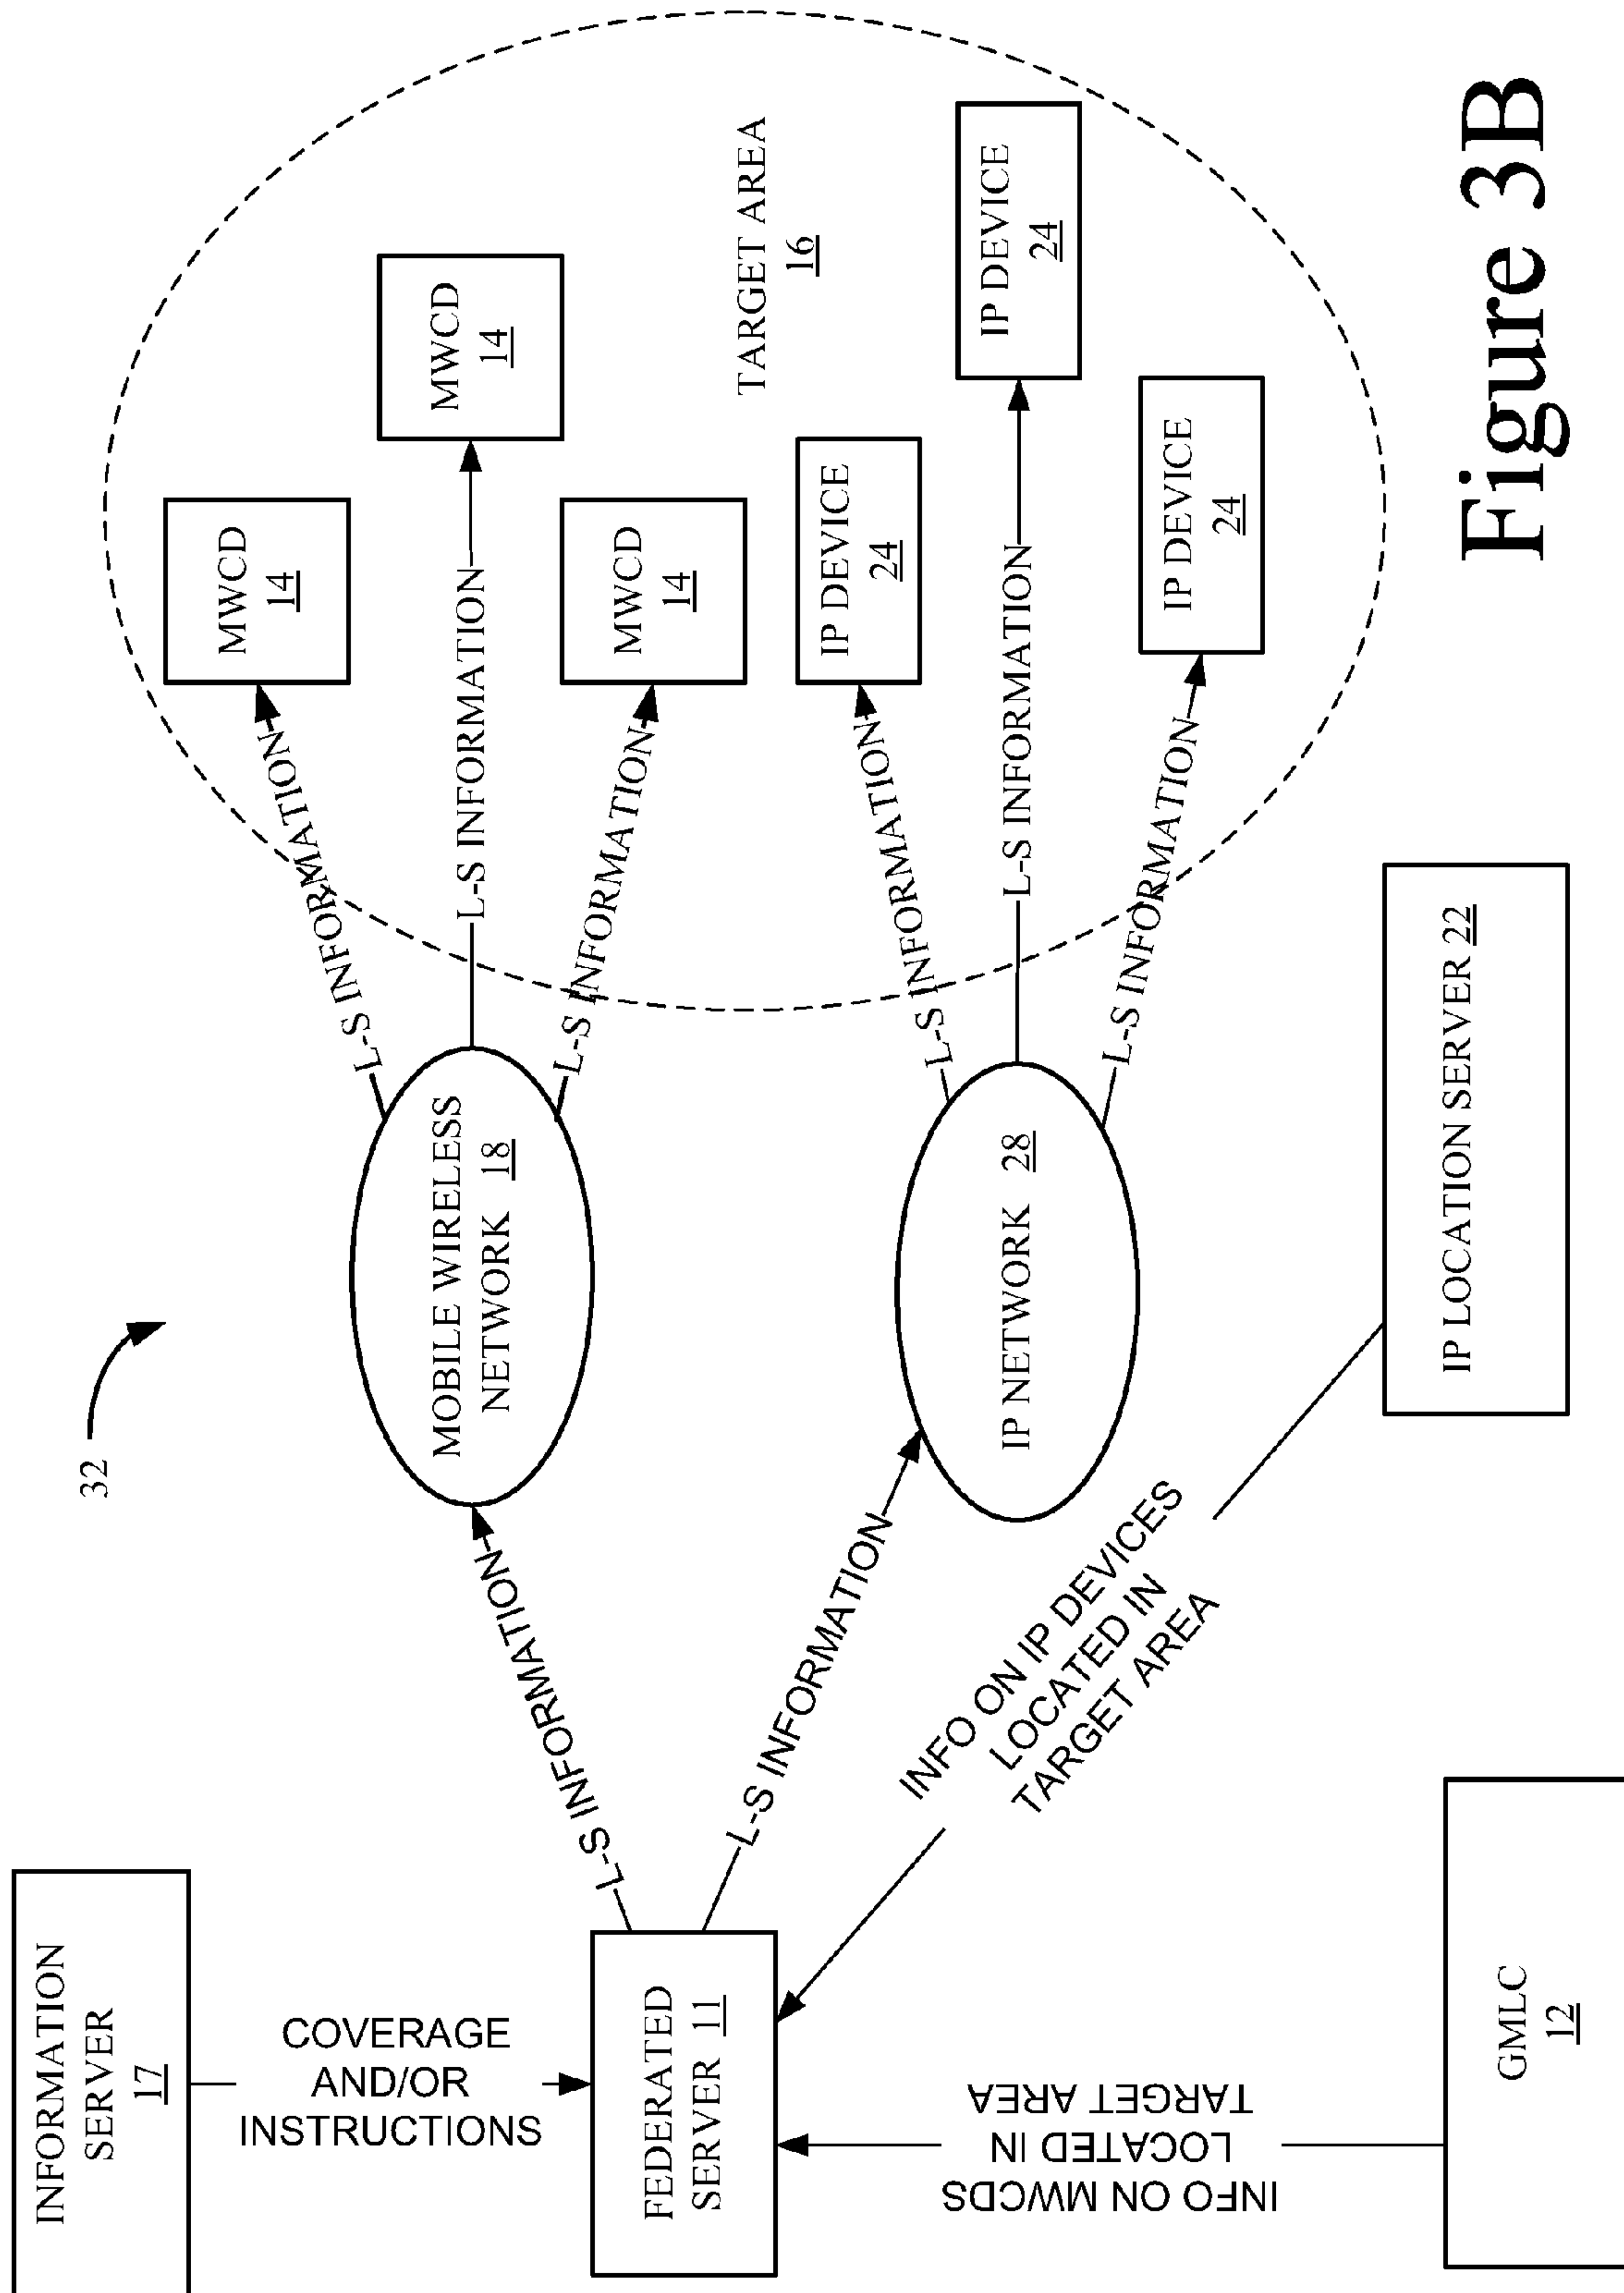 32
INFORMATION
SERVER
17
COVERAGE
AND/OR
INSTRUCTIONS
FEDERATED
SERVER 11
INFO ON MWCDS
LOCATED IN
TARGET AREA
GMLC
12
L-S INFORMATION
L-S INFORMATION
INFO ON IP DEVICES
LOCATED IN
TARGET AREA
IP LOCATION SERVER 22
MOBILE WIRELESS
NETWORK 18
IP NETWORK 28
L-S INFORMATION
L-S INFORMATION
L-S INFORMATION
L-S INFORMATION
L-S INFORMATION
L-S INFORMATION
MWCD
14
MWCD
14
MWCD
14
TARGET AREA
16
IP DEVICE
24
IP DEVICE
24
IP DEVICE
24
Figure 3B